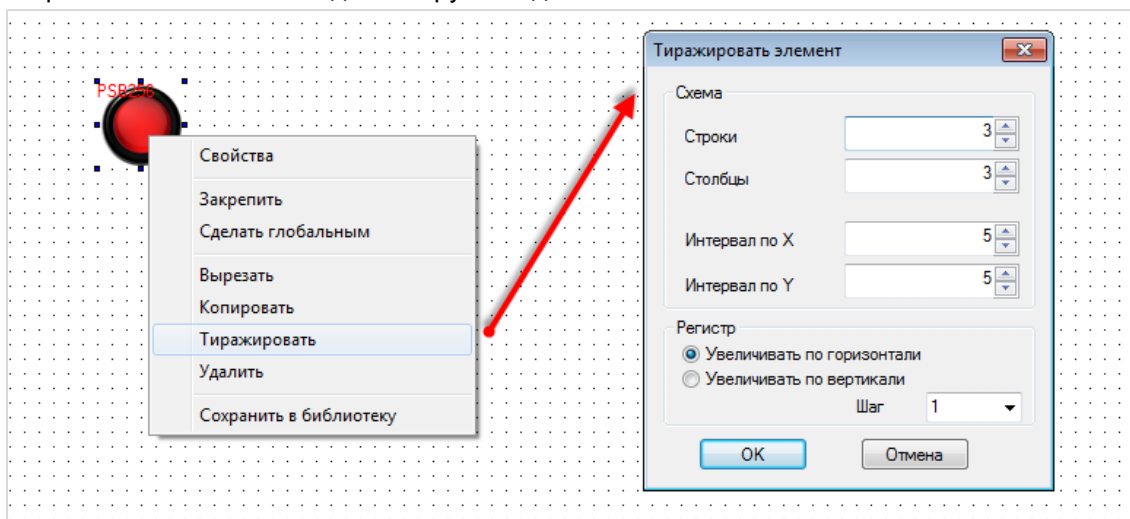 PSB256
Свойства
Закрепить
Сделать глобальным
Вырезать
Копировать
Тиражировать
Удалить
Сохранить в библиотеку
Тиражировать элемент
Схема
Строки 3
Столбцы 3
Интервал по X 5
Интервал по Y 5
Регистр
Увеличивать по горизонтали
Увеличивать по вертикали
Шаг 1
OK Отмена